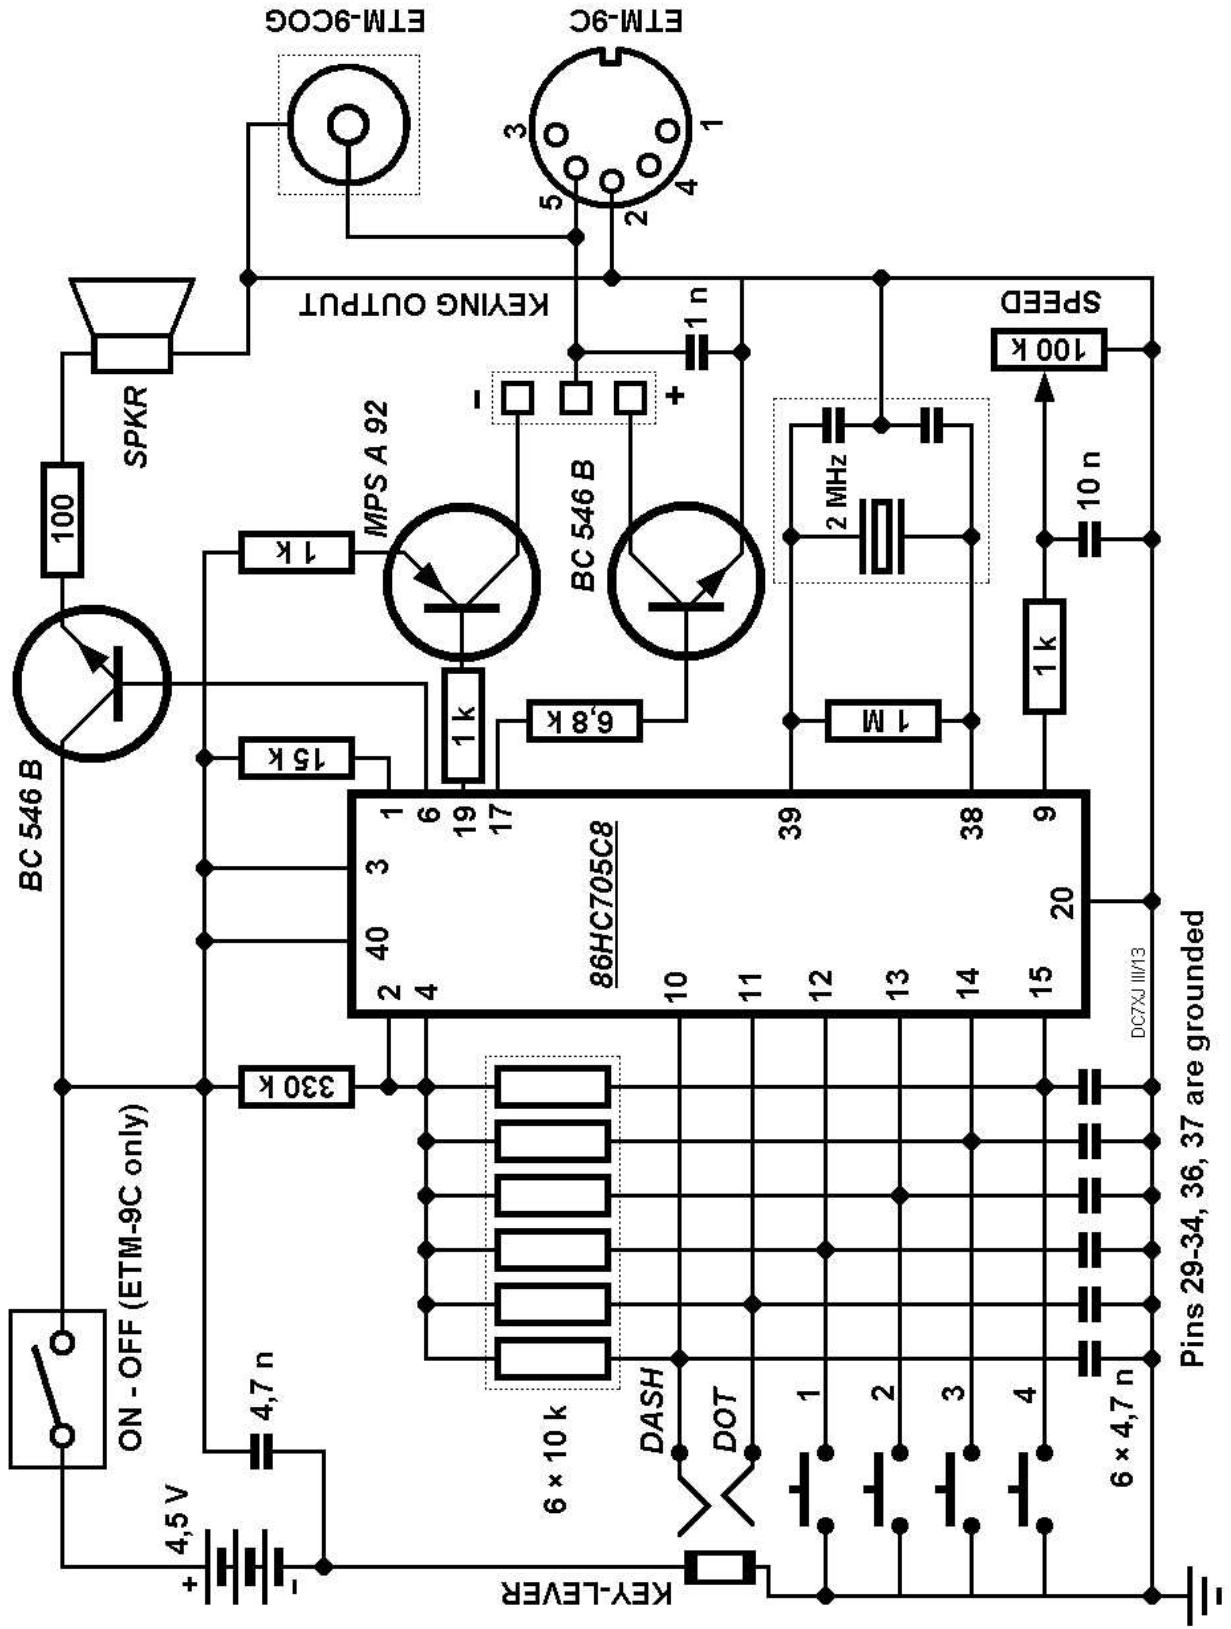 ETM-9COG
ETM-9C
3
5
2
4
1
SPKR
KEYING OUTPUT
100
BC 546 B
1 k
MPS A 92
-
+
1 n
BC 546 B
SPEED
100 k
2 MHz
10 n
15 k
1 k
6,8 k
1 M
1 k
1
6
19
17
39
38
9
3
40
2
4
86HC705C8
20
10
11
12
13
14
15
DC7XJ III/13
330 k
ON - OFF (ETM-9C only)
4,7 n
4,5 V
+
-
6 × 10 k
DASH
DOT
1
2
3
4
6 × 4,7 n
KEY-LEVER
Pins 29-34, 36, 37 are grounded